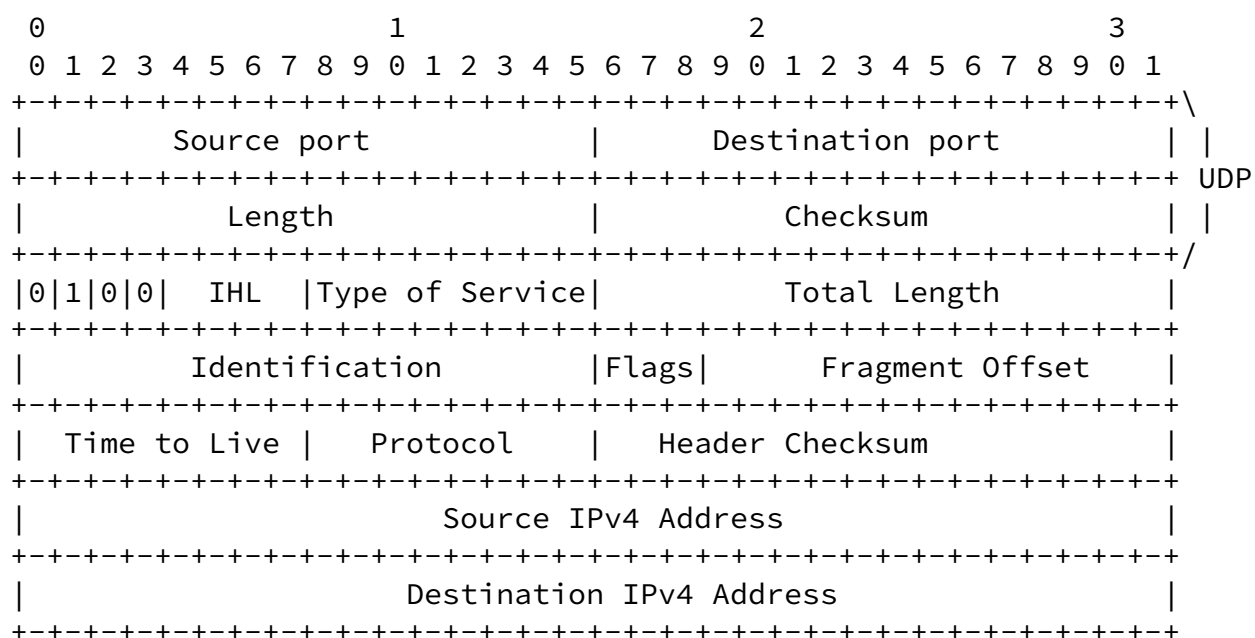 0                   1                   2                   3
 0 1 2 3 4 5 6 7 8 9 0 1 2 3 4 5 6 7 8 9 0 1 2 3 4 5 6 7 8 9 0 1
+-+-+-+-+-+-+-+-+-+-+-+-+-+-+-+-+-+-+-+-+-+-+-+-+-+-+-+-+-+-+-+-+\
|        Source port            |      Destination port         | |
+-+-+-+-+-+-+-+-+-+-+-+-+-+-+-+-+-+-+-+-+-+-+-+-+-+-+-+-+-+-+-+-+ UDP
|           Length              |          Checksum             | |
+-+-+-+-+-+-+-+-+-+-+-+-+-+-+-+-+-+-+-+-+-+-+-+-+-+-+-+-+-+-+-+-+/
|0|1|0|0|  IHL  |Type of Service|          Total Length         |
+-+-+-+-+-+-+-+-+-+-+-+-+-+-+-+-+-+-+-+-+-+-+-+-+-+-+-+-+-+-+-+-+
|         Identification        |Flags|      Fragment Offset    |
+-+-+-+-+-+-+-+-+-+-+-+-+-+-+-+-+-+-+-+-+-+-+-+-+-+-+-+-+-+-+-+-+
|  Time to Live |   Protocol    |   Header Checksum             |
+-+-+-+-+-+-+-+-+-+-+-+-+-+-+-+-+-+-+-+-+-+-+-+-+-+-+-+-+-+-+-+-+
|                       Source IPv4 Address                     |
+-+-+-+-+-+-+-+-+-+-+-+-+-+-+-+-+-+-+-+-+-+-+-+-+-+-+-+-+-+-+-+-+
|                     Destination IPv4 Address                  |
+-+-+-+-+-+-+-+-+-+-+-+-+-+-+-+-+-+-+-+-+-+-+-+-+-+-+-+-+-+-+-+-+